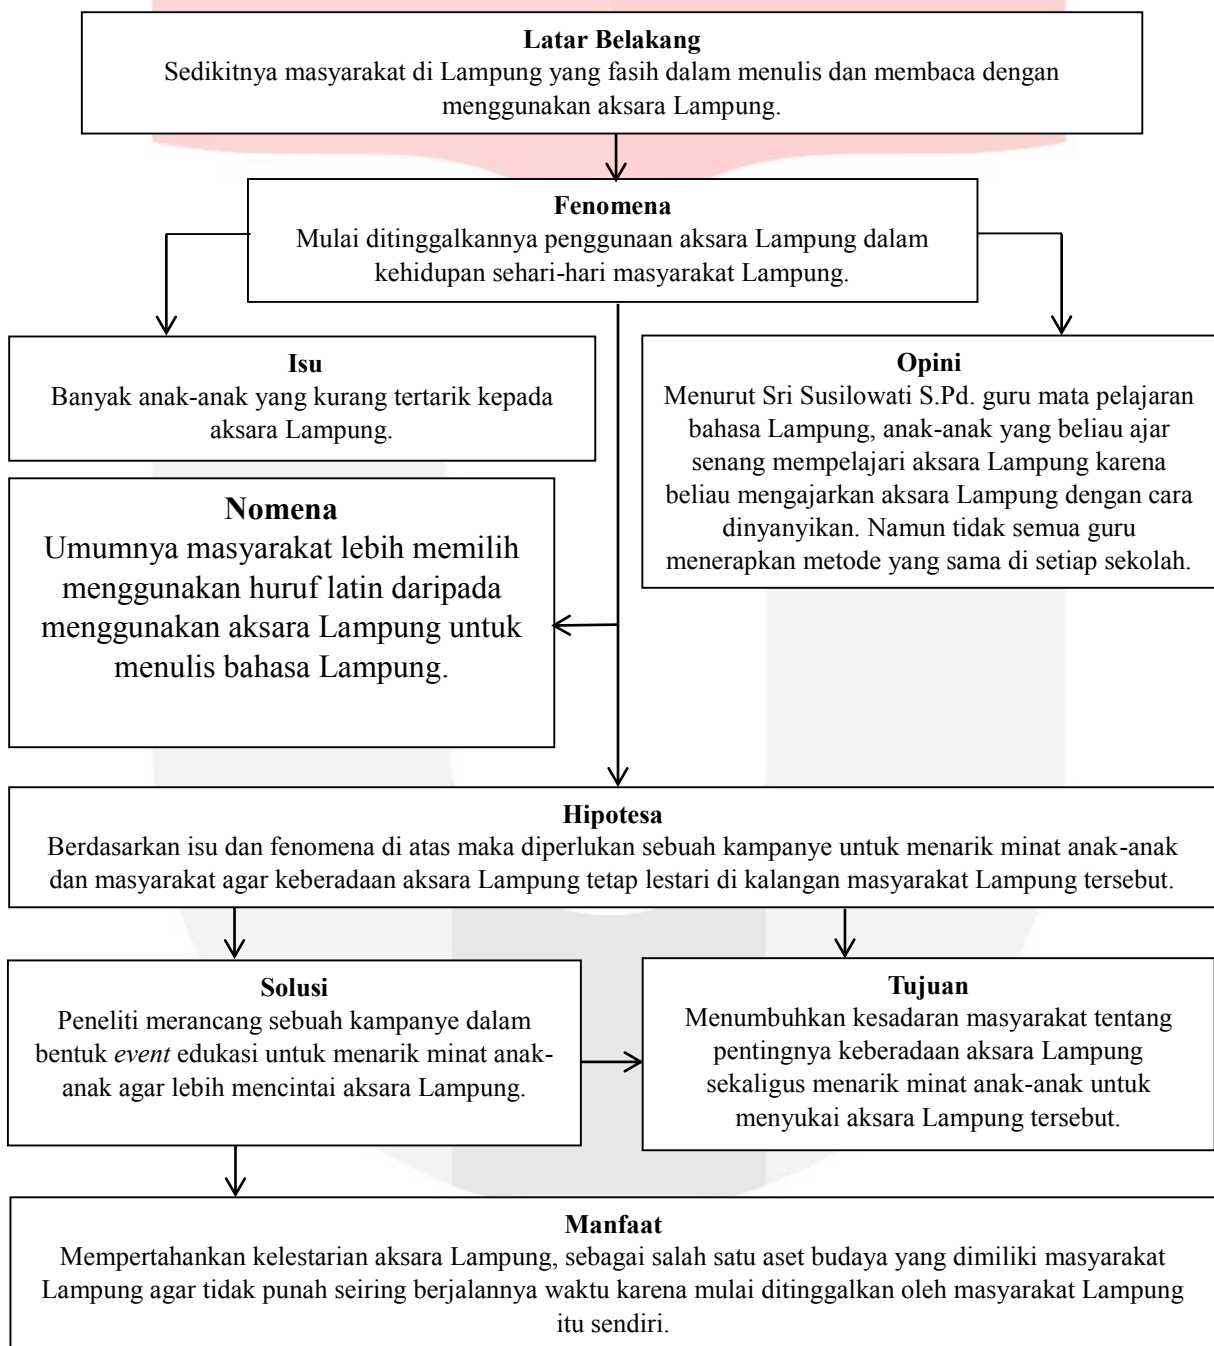 Latar Belakang
Sedikitnya masyarakat di Lampung yang fasih dalam menulis dan membaca dengan
menggunakan aksara Lampung.
Fenomena
Mulai ditinggalkannya penggunaan aksara Lampung dalam
kehidupan sehari-hari masyarakat Lampung.
Isu
Banyak anak-anak yang kurang tertarik kepada
aksara Lampung.
Opini
Menurut Sri Susilowati S.Pd. guru mata pelajaran
bahasa Lampung, anak-anak yang beliau ajar
senang mempelajari aksara Lampung karena
beliau mengajarkan aksara Lampung dengan cara
dinyanyikan. Namun tidak semua guru
menerapkan metode yang sama di setiap sekolah.
Nomena
Umumnya masyarakat lebih memilih
menggunakan huruf latin daripada
menggunakan aksara Lampung untuk
menulis bahasa Lampung.
Hipotesa
Berdasarkan isu dan fenomena di atas maka diperlukan sebuah kampanye untuk menarik minat anak-anak
dan masyarakat agar keberadaan aksara Lampung tetap lestari di kalangan masyarakat Lampung tersebut.
Solusi
Peneliti merancang sebuah kampanye dalam
bentuk event edukasi untuk menarik minat anak-
anak agar lebih mencintai aksara Lampung.
Tujuan
Menumbuhkan kesadaran masyarakat tentang
pentingnya keberadaan aksara Lampung
sekaligus menarik minat anak-anak untuk
menyukai aksara Lampung tersebut.
Manfaat
Mempertahankan kelestarian aksara Lampung, sebagai salah satu aset budaya yang dimiliki masyarakat
Lampung agar tidak punah seiring berjalannya waktu karena mulai ditinggalkan oleh masyarakat Lampung
itu sendiri.